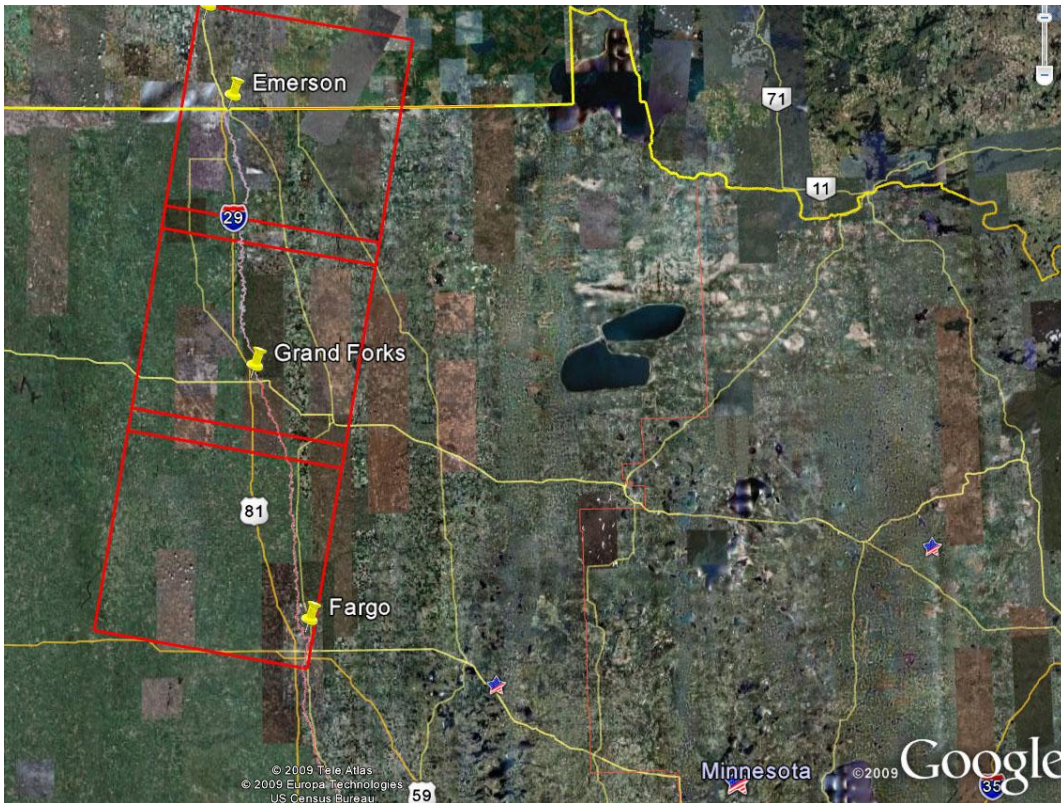 Emerson
71
11
29
Grand Forks
81
Fargo
Minnesota
© 2009 Tele Atlas
© 2009 Europa Technologies
US Census Bureau
59
©2009 Google
35